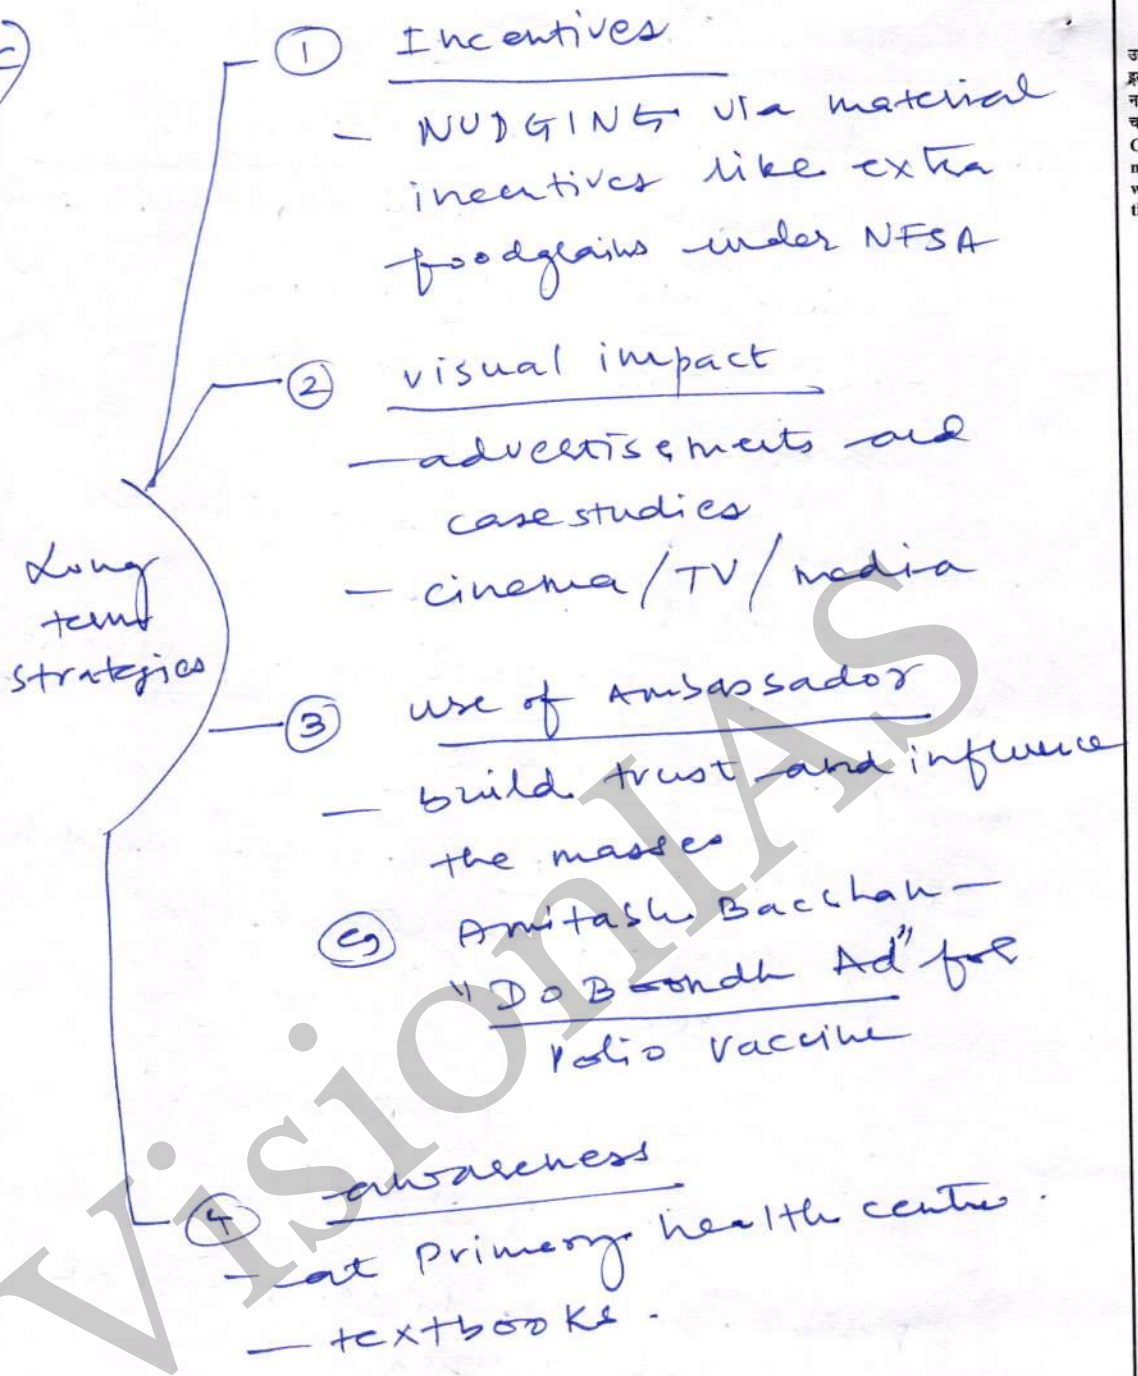 ① Incentives
- NUDGING via material
incentives like extra
foodgrains under NFSA
② visual impact
- advertisements and
case studies
- cinema/TV/media
Long
term
strategies
③ use of Ambassador
- build trust and influence
the masses
eg Amitabh Bacchan -
"Do Boondh Ad" for
Polio Vaccine
④ awareness
- at Primary health centre.
- textbooks.
VisionIAS